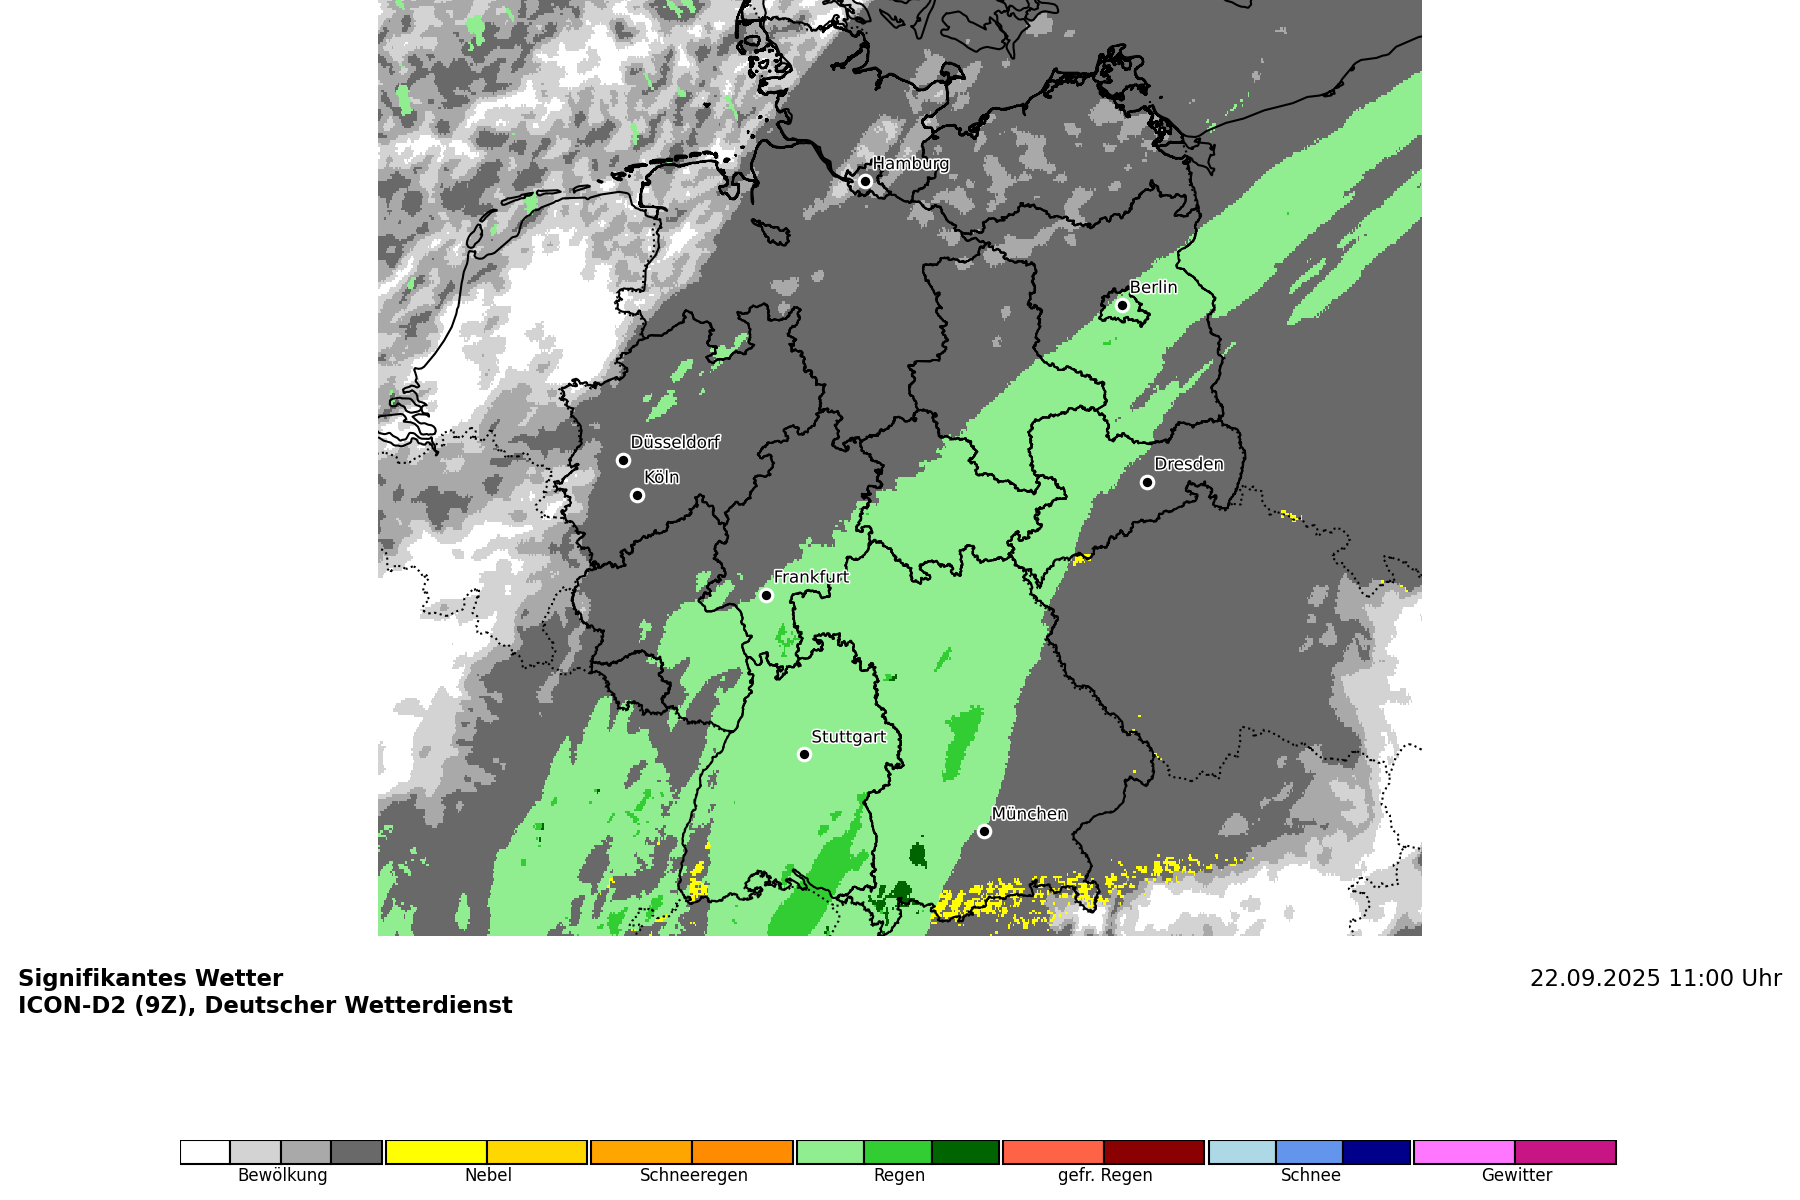 Hamburg
Berlin
Düsseldorf
Köln
Dresden
Frankfurt
Stuttgart
München
Signifikantes Wetter
22.09.2025 11:00 Uhr
ICON-D2 (9Z), Deutscher Wetterdienst
Bewölkung
Nebel
Schneeregen
Regen
gefr. Regen
Schnee
Gewitter